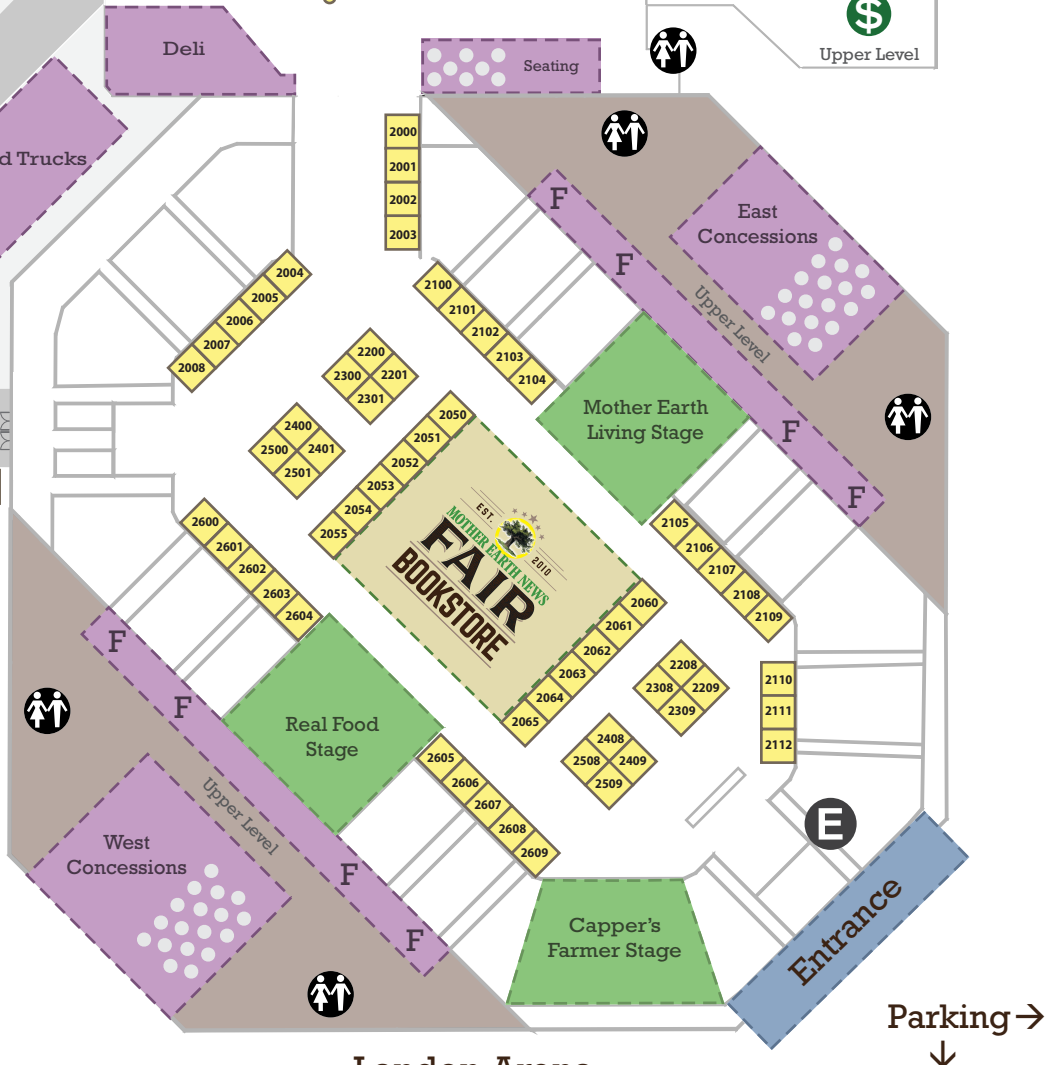 $
Upper Level
Deli
Seating
d Trucks
2000
2001
2002
2003
F
East
Concessions
F
Upper Level
F
F
2004
2005
2006
2007
2008
2100
2101
2102
2103
2104
2200
2300
2201
2301
2400
2500
2401
2501
Mother Earth
Living Stage
2050
2051
2052
2053
2054
2055
EST.
2010
MOTHER EARTH NEWS
FAIR
BOOKSTORE
2105
2106
2107
2108
2109
2600
2601
2602
2603
2604
2060
2061
2062
2063
2064
2065
2208
2308
2209
2309
2110
2111
2112
2408
2508
2409
2509
F
F
Upper Level
F
F
Real Food
Stage
2605
2606
2607
2608
2609
West
Concessions
E
Capper's
Farmer Stage
Entrance
Parking→
↓